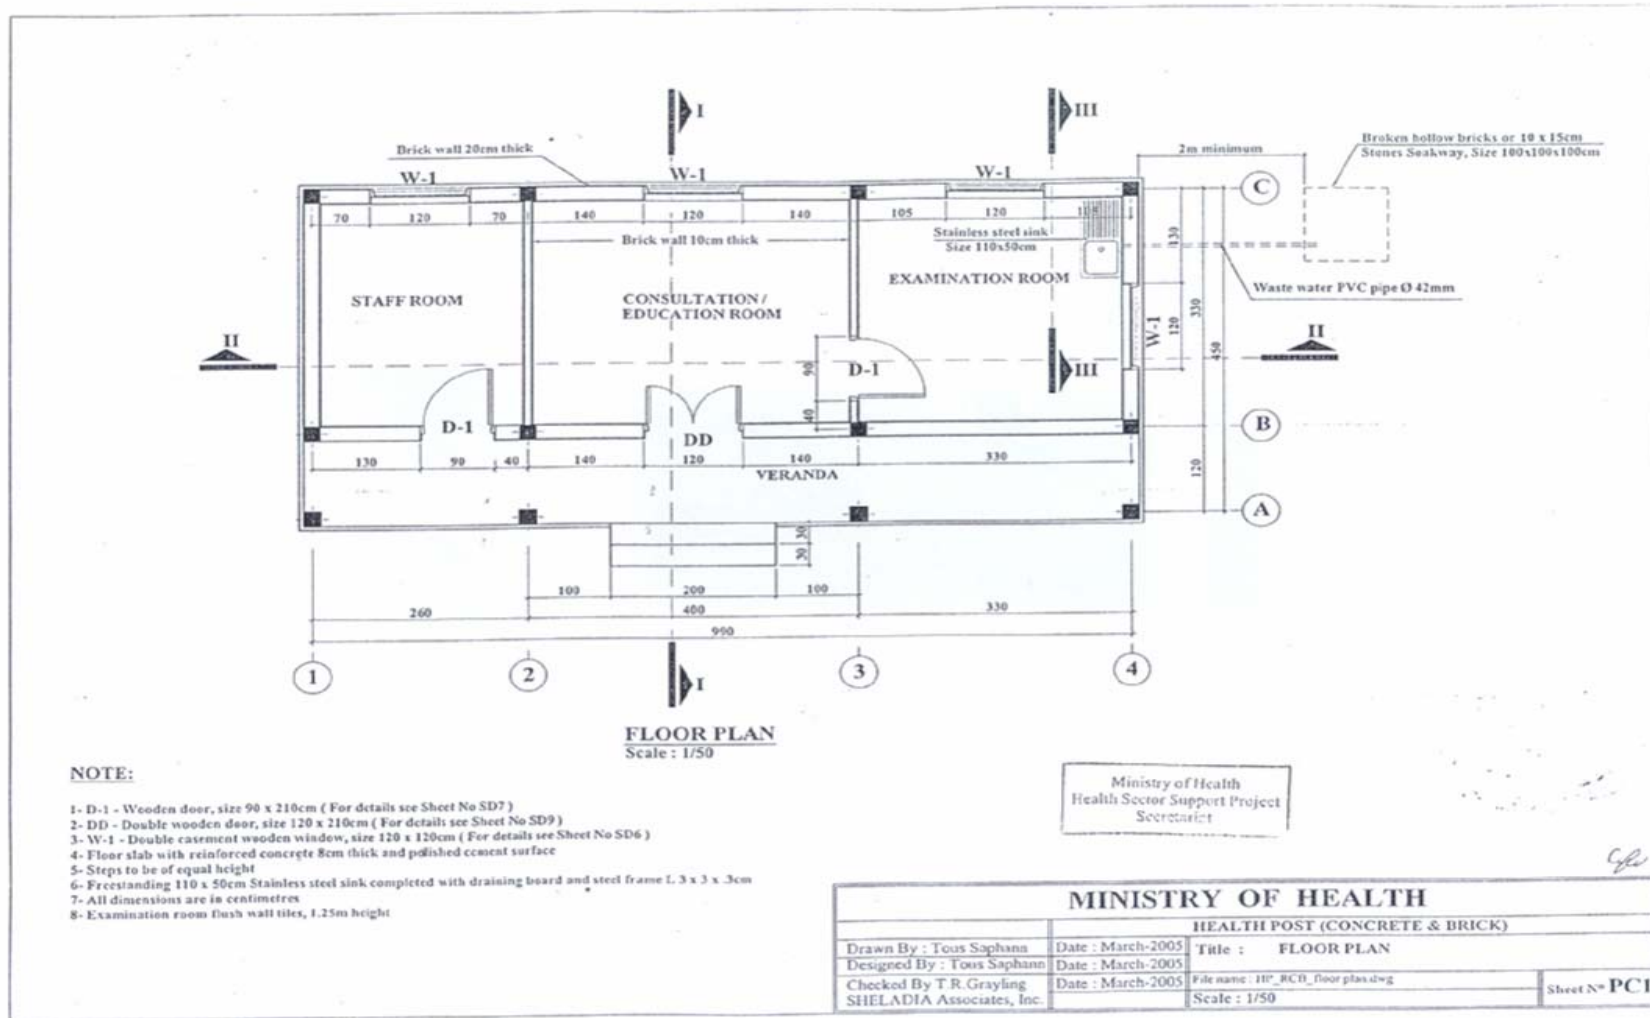 I
III
Brick wall 20cm thick
2m minimum
Broken hollow bricks or 10 x 15cm
Stones Soakway, Size 100x100x100cm
W-1
W-1
W-1
C
70
120
70
140
120
140
105
120
Brick wall 10cm thick
Stainless steel sink
Size 110x50cm
130
STAFF ROOM
CONSULTATION /
EDUCATION ROOM
EXAMINATION ROOM
Waste water PVC pipe Ø 42mm
330
II
W-1
120
450
II
90
D-1
III
40
D-1
DD
B
130
90
40
140
120
140
330
VERANDA
120
A
30
30
100
200
100
260
400
330
990
1
2
3
4
I
FLOOR PLAN
Scale : 1/50
NOTE:
1- D-1 - Wooden door, size 90 x 210cm ( For details see Sheet No SD7 )
2- DD - Double wooden door, size 120 x 210cm ( For details see Sheet No SD9 )
3- W-1 - Double casement wooden window, size 120 x 120cm ( For details see Sheet No SD6 )
4- Floor slab with reinforced concrete 8cm thick and polished cement surface
5- Steps to be of equal height
6- Freestanding 110 x 50cm Stainless steel sink completed with draining board and steel frame L 3 x 3 x .3cm
7- All dimensions are in centimetres
8- Examination room flush wall tiles, 1.25m height
Ministry of Health
Health Sector Support Project
Secretariet
MINISTRY OF HEALTH
HEALTH POST (CONCRETE & BRICK)
Drawn By : Tous Saphann Date : March-2005 Title : FLOOR PLAN
Designed By : Tous Saphann Date : March-2005
Checked By T.R.Grayling Date : March-2005 File name : HP_RCB_floor plan.dwg
SHELADIA Associates, Inc. Scale : 1/50 Sheet Nº PC1